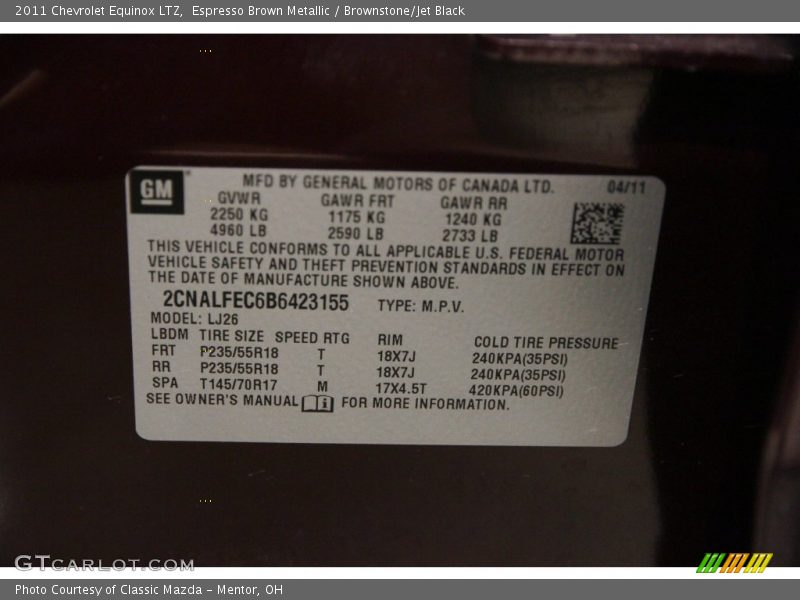 2011 Chevrolet Equinox LTZ, Espresso Brown Metallic / Brownstone/Jet Black
GM
MFD BY GENERAL MOTORS OF CANADA LTD. 04/11
GVWR GAWR FRT GAWR RR
2250 KG 1175 KG 1240 KG
4960 LB 2590 LB 2733 LB
THIS VEHICLE CONFORMS TO ALL APPLICABLE U.S. FEDERAL MOTOR
VEHICLE SAFETY AND THEFT PREVENTION STANDARDS IN EFFECT ON
THE DATE OF MANUFACTURE SHOWN ABOVE.
2CNALFEC6B6423155 TYPE: M.P.V.
MODEL: LJ26
LBDM TIRE SIZE SPEED RTG RIM COLD TIRE PRESSURE
FRT P235/55R18 T 18X7J 240KPA(35PSI)
RR P235/55R18 T 18X7J 240KPA(35PSI)
SPA T145/70R17 M 17X4.5T 420KPA(60PSI)
SEE OWNER'S MANUAL FOR MORE INFORMATION.
GTCARLOT.COM
Photo Courtesy of Classic Mazda - Mentor, OH